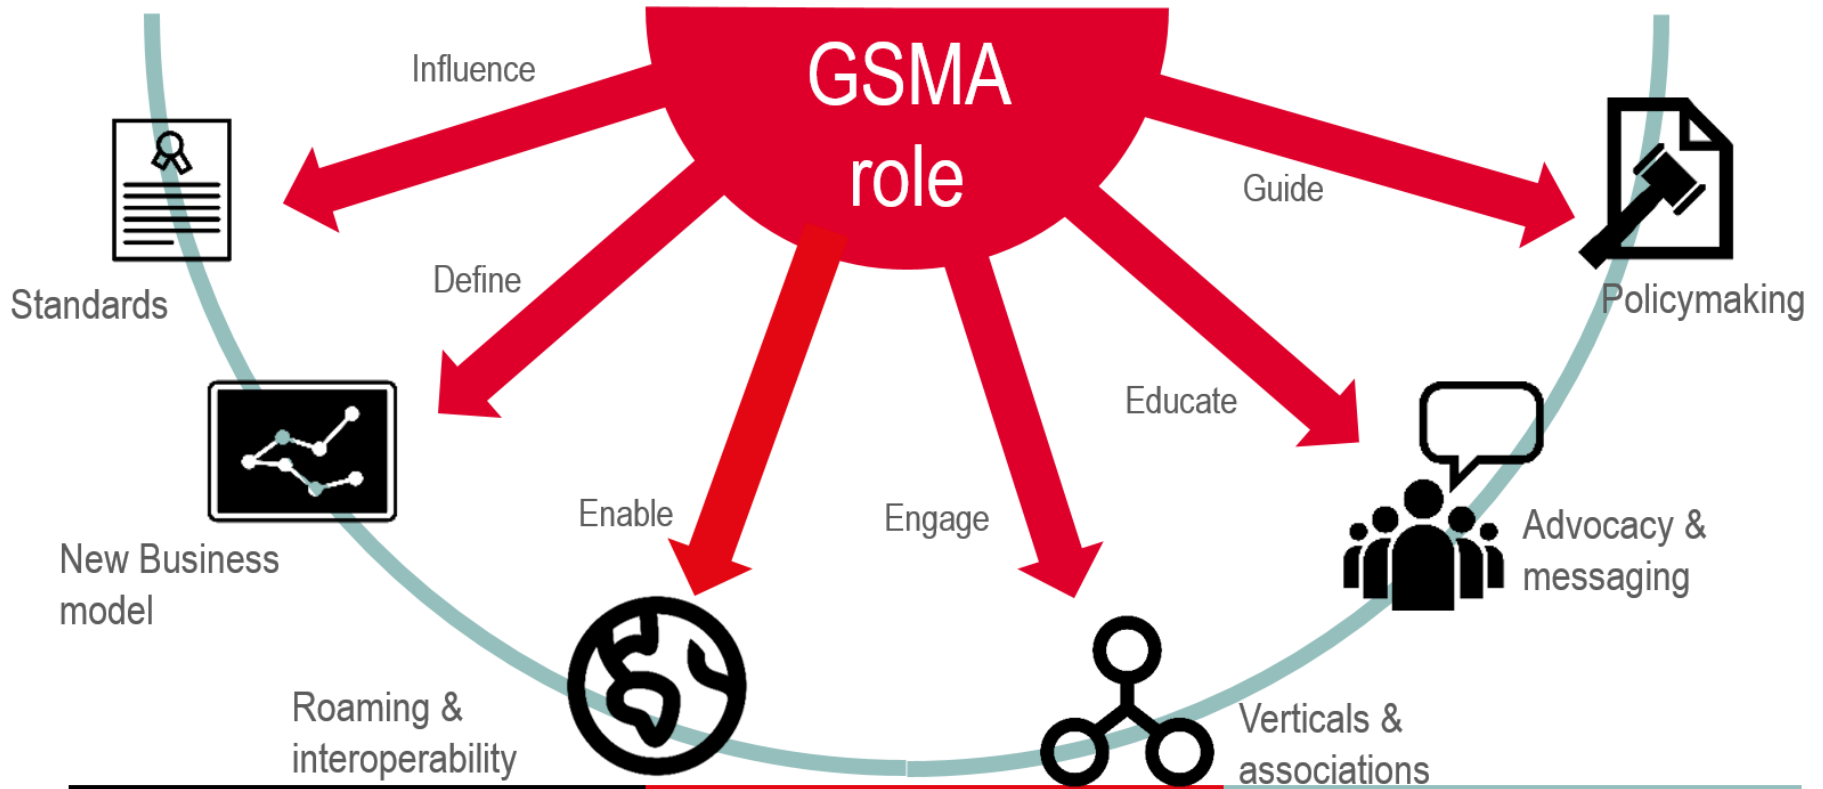 GSMA
role
Influence
Standards
Define
New Business
model
Enable
Roaming &
interoperability
Engage
Verticals &
associations
Educate
Advocacy &
messaging
Guide
Policymaking